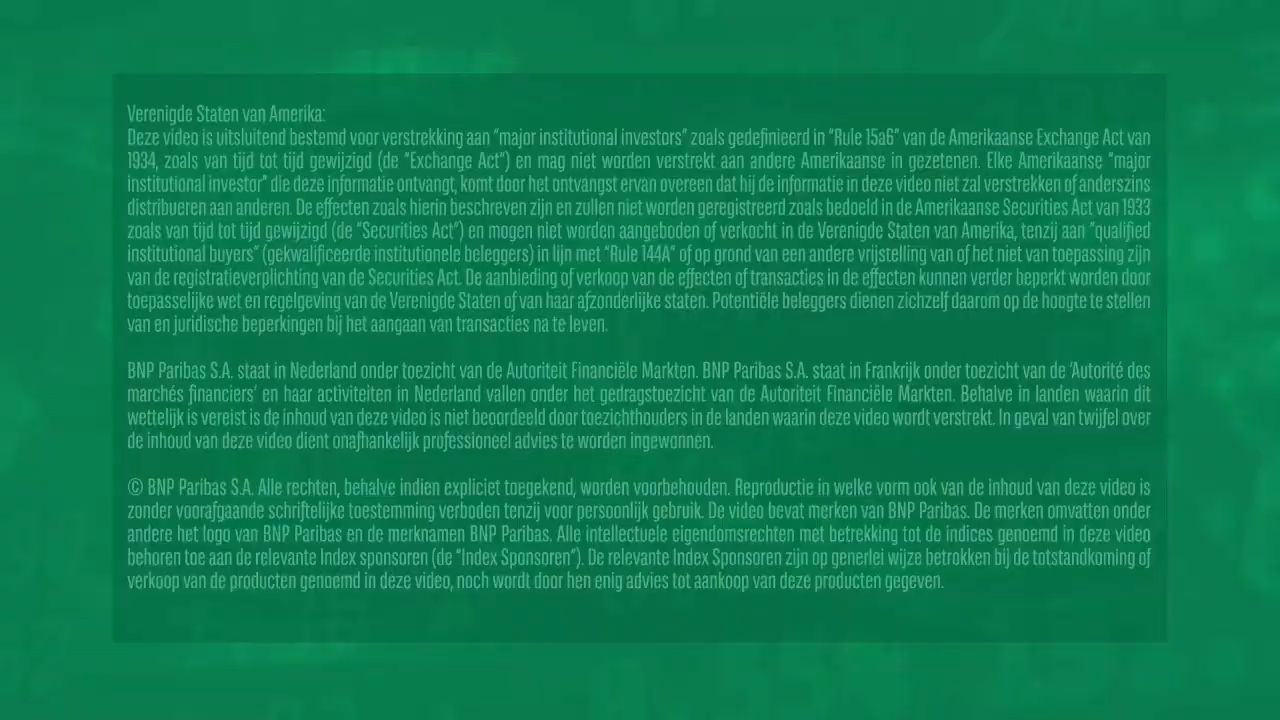 Verenigde Staten van Amerika:
Deze video is uitsluitend bestemd voor verstrekking aan “major institutional investors” zoals gedefinieerd in “Rule 15a6” van de Amerikaanse Exchange Act van
1934, zoals van tijd tot tijd gewijzigd (de “Exchange Act”) en mag niet worden verstrekt aan andere Amerikaanse in gezetenen. Elke Amerikaanse “major
institutional investor” die deze informatie ontvangt, komt door het ontvangst ervan overeen dat hij de informatie in deze video niet zal verstrekken of anderszins
distribueren aan anderen. De effecten zoals hierin beschreven zijn en zullen niet worden geregistreerd zoals bedoeld in de Amerikaanse Securities Act van 1933
zoals van tijd tot tijd gewijzigd (de “Securities Act”) en mogen niet worden aangeboden of verkocht in de Verenigde Staten van Amerika, tenzij aan “qualified
institutional buyers” (gekwalificeerde institutionele beleggers) in lijn met “Rule 144A” of op grond van een andere vrijstelling van of het niet van toepassing zijn
van de registratieverplichting van de Securities Act. De aanbieding of verkoop van de effecten of transacties in de effecten kunnen verder beperkt worden door
toepasselijke wet en regelgeving van de Verenigde Staten of van haar afzonderlijke staten. Potentiële beleggers dienen zichzelf daarom op de hoogte te stellen
van en juridische beperkingen bij het aangaan van transacties na te leven.

BNP Paribas S.A. staat in Nederland onder toezicht van de Autoriteit Financiële Markten. BNP Paribas S.A. staat in Frankrijk onder toezicht van de ‘Autorité des
marchés financiers’ en haar activiteiten in Nederland vallen onder het gedragstoezicht van de Autoriteit Financiële Markten. Behalve in landen waarin dit
wettelijk is vereist is de inhoud van deze video is niet beoordeeld door toezichthouders in de landen waarin deze video wordt verstrekt. In geval van twijfel over
de inhoud van deze video dient onafhankelijk professioneel advies te worden ingewonnen.

© BNP Paribas S.A. Alle rechten, behalve indien expliciet toegekend, worden voorbehouden. Reproductie in welke vorm ook van de inhoud van deze video is
zonder voorafgaande schriftelijke toestemming verboden tenzij voor persoonlijk gebruik. De video bevat merken van BNP Paribas. De merken omvatten onder
andere het logo van BNP Paribas en de merknamen BNP Paribas. Alle intellectuele eigendomsrechten met betrekking tot de indices genoemd in deze video
behoren toe aan de relevante Index sponsoren (de “Index Sponsoren”). De relevante Index Sponsoren zijn op generlei wijze betrokken bij de totstandkoming of
verkoop van de producten genoemd in deze video, noch wordt door hen enig advies tot aankoop van deze producten gegeven.